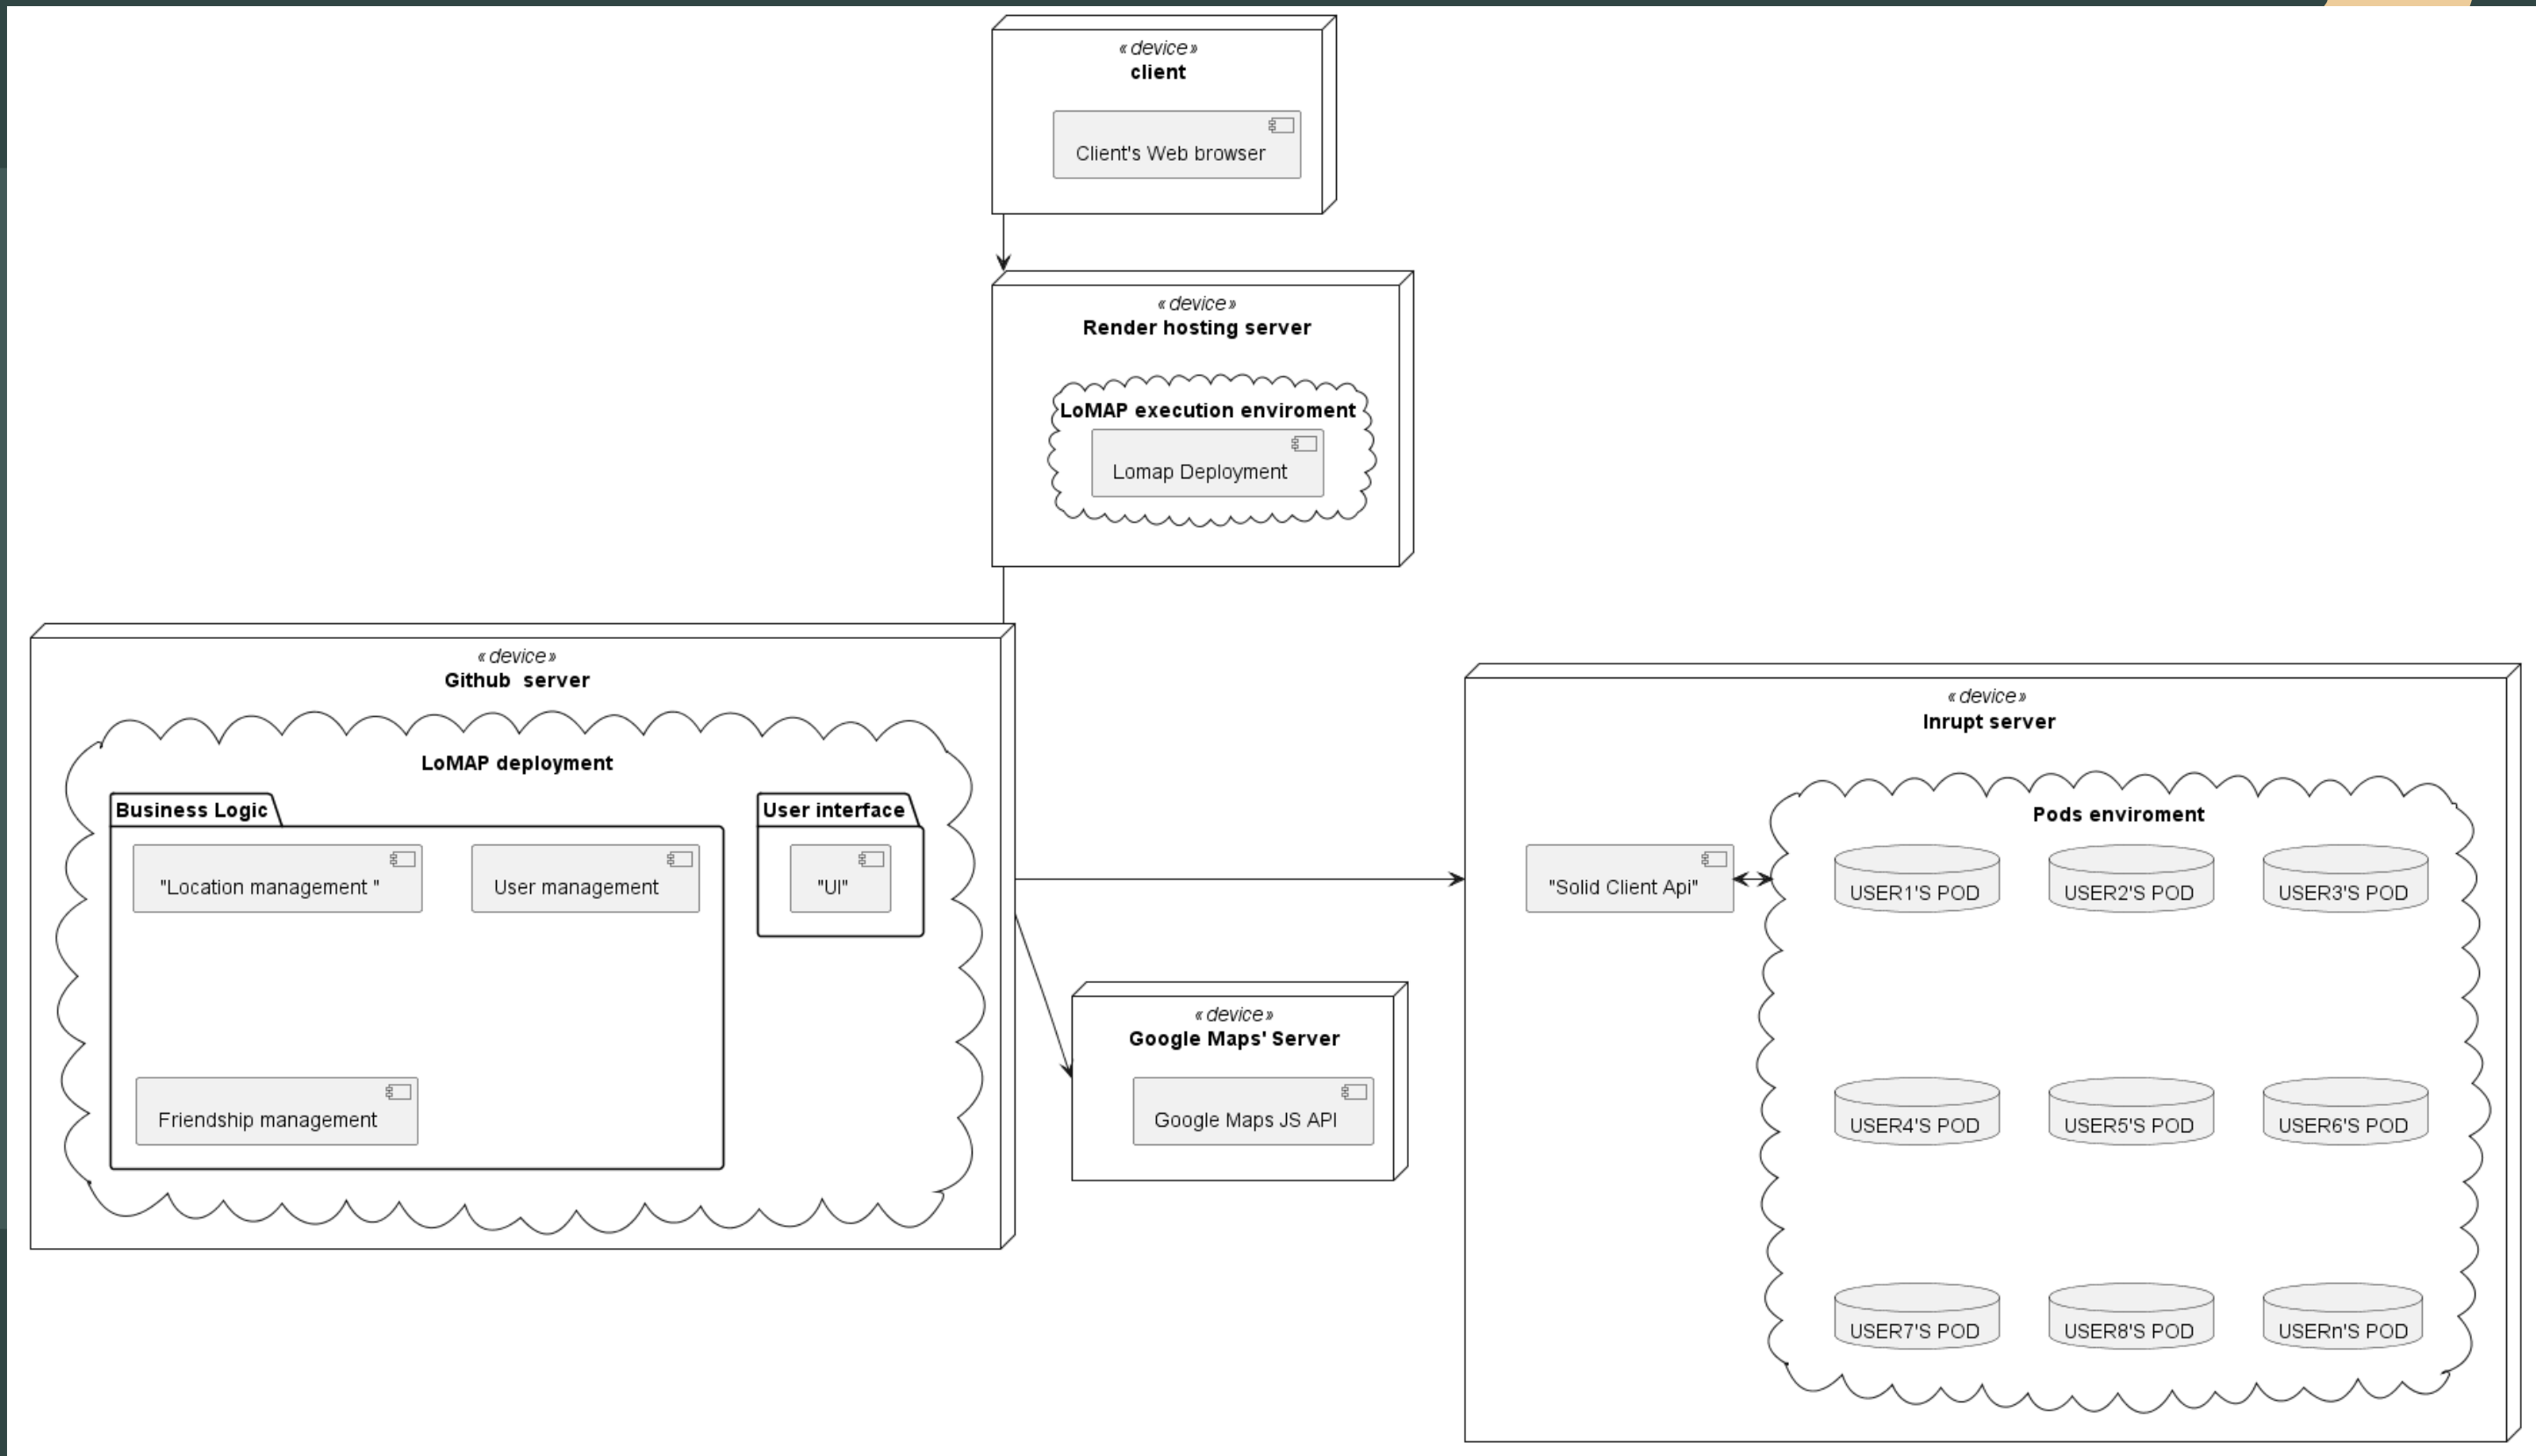 «device»
client
Client's Web browser
«device»
Render hosting server
LoMAP execution enviroment
Lomap Deployment
«device»
Github server
LoMAP deployment
Business Logic
"Location management "
User management
Friendship management
User interface
"UI"
«device»
Google Maps' Server
Google Maps JS API
«device»
Inrupt server
"Solid Client Api"
Pods enviroment
USER1'S POD
USER2'S POD
USER3'S POD
USER4'S POD
USER5'S POD
USER6'S POD
USER7'S POD
USER8'S POD
USERn'S POD